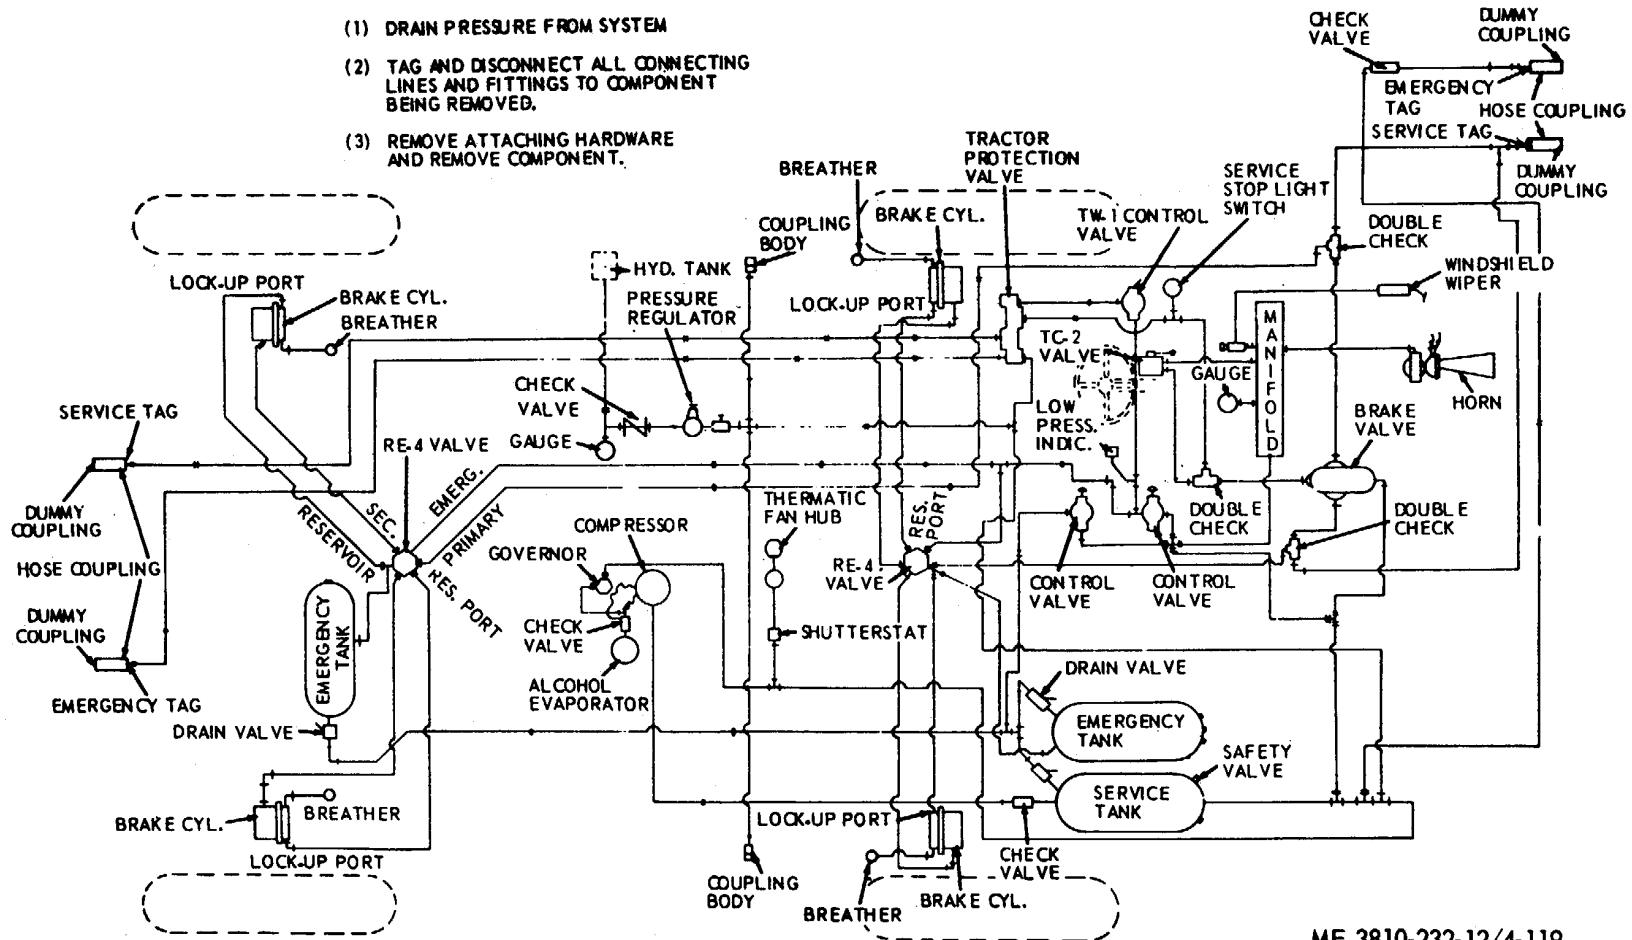 (1) DRAIN PRESSURE FROM SYSTEM
(2) TAG AND DISCONNECT ALL CONNECTING
LINES AND FITTINGS TO COMPONENT
BEING REMOVED.
(3) REMOVE ATTACHING HARDWARE
AND REMOVE COMPONENT.
CHECK
VALVE
DUMMY
COUPLING
EMERGENCY
TAG
HOSE COUPLING
SERVICE TAG
DUMMY
COUPLING
BREATHER
TRACTOR
PROTECTION
VALVE
SERVICE
STOP LIGHT
SWITCH
COUPLING
BODY
BRAKE CYL.
TW-1 CONTROL
VALVE
DOUBLE
CHECK
WINDSHIELD
WIPER
HYD. TANK
LOCK-UP PORT
BRAKE CYL.
BREATHER
PRESSURE
REGULATOR
LOCK-UP PORT
MANIFOLD
TC-2
VALVE
GAUGE
HORN
CHECK
VALVE
GAUGE
LOW
PRESS.
INDIC.
BRAKE
VALVE
SERVICE TAG
RE-4 VALVE
DUMMY
COUPLING
HOSE COUPLING
DUMMY
COUPLING
EMERGENCY TAG
EMERG.
SEC.
PRIMARY
RESERVOIR
RES. PORT
COMPRESSOR
GOVERNOR
THERMATIC
FAN HUB
RES.
PORT
DOUBLE
CHECK
DOUBLE
CHECK
RE-4
VALVE
CONTROL
VALVE
CONTROL
VALVE
CHECK
VALVE
SHUTTERSTAT
ALCOHOL
EVAPORATOR
EMERGENCY
TANK
DRAIN VALVE
DRAIN VALVE
EMERGENCY
TANK
SAFETY
VALVE
SERVICE
TANK
BREATHER
BRAKE CYL.
LOCK-UP PORT
LOCK-UP PORT
CHECK
VALVE
COUPLING
BODY
BREATHER
BRAKE CYL.
ME 3810-232-12/4-119